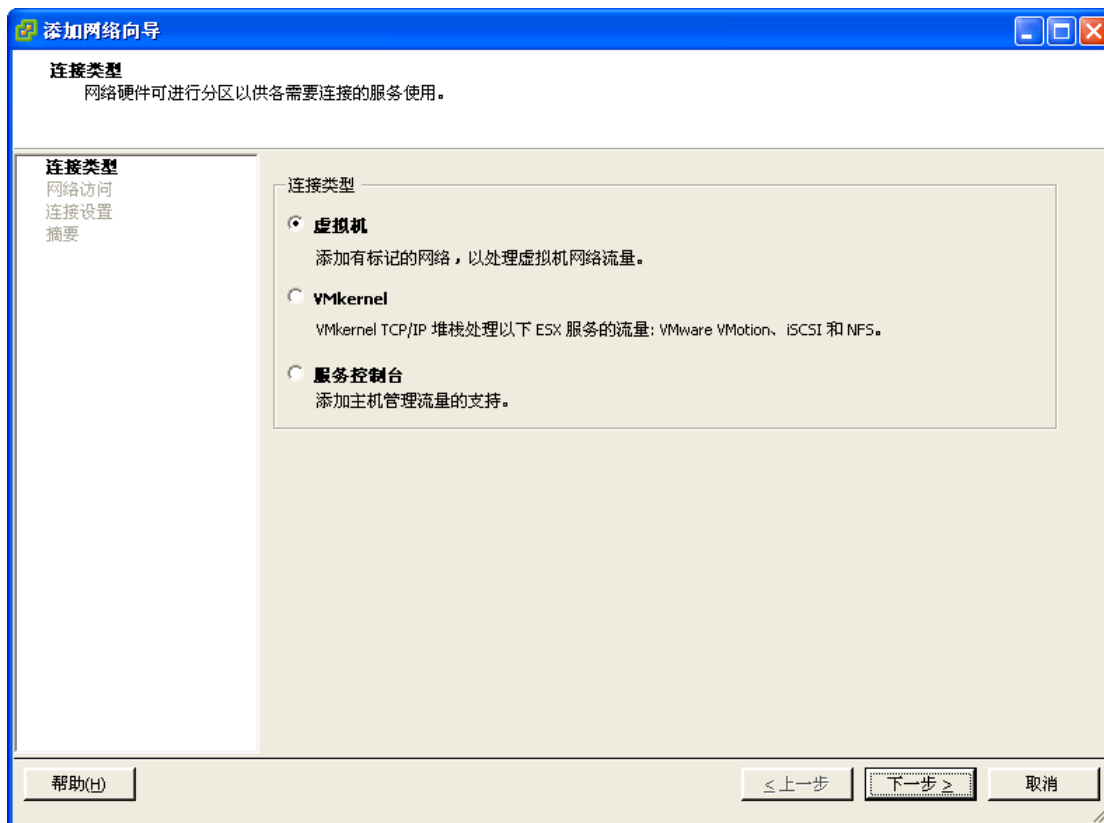 添加网络向导
连接类型
网络硬件可进行分区以供各需要连接的服务使用。
连接类型
网络访问
连接设置
摘要
连接类型
虚拟机
添加有标记的网络，以处理虚拟机网络流量。
VMkernel
VMkernel TCP/IP 堆栈处理以下 ESX 服务的流量: VMware VMotion、iSCSI 和 NFS。
服务控制台
添加主机管理流量的支持。
帮助(H)
≤上一步
下一步≥
取消